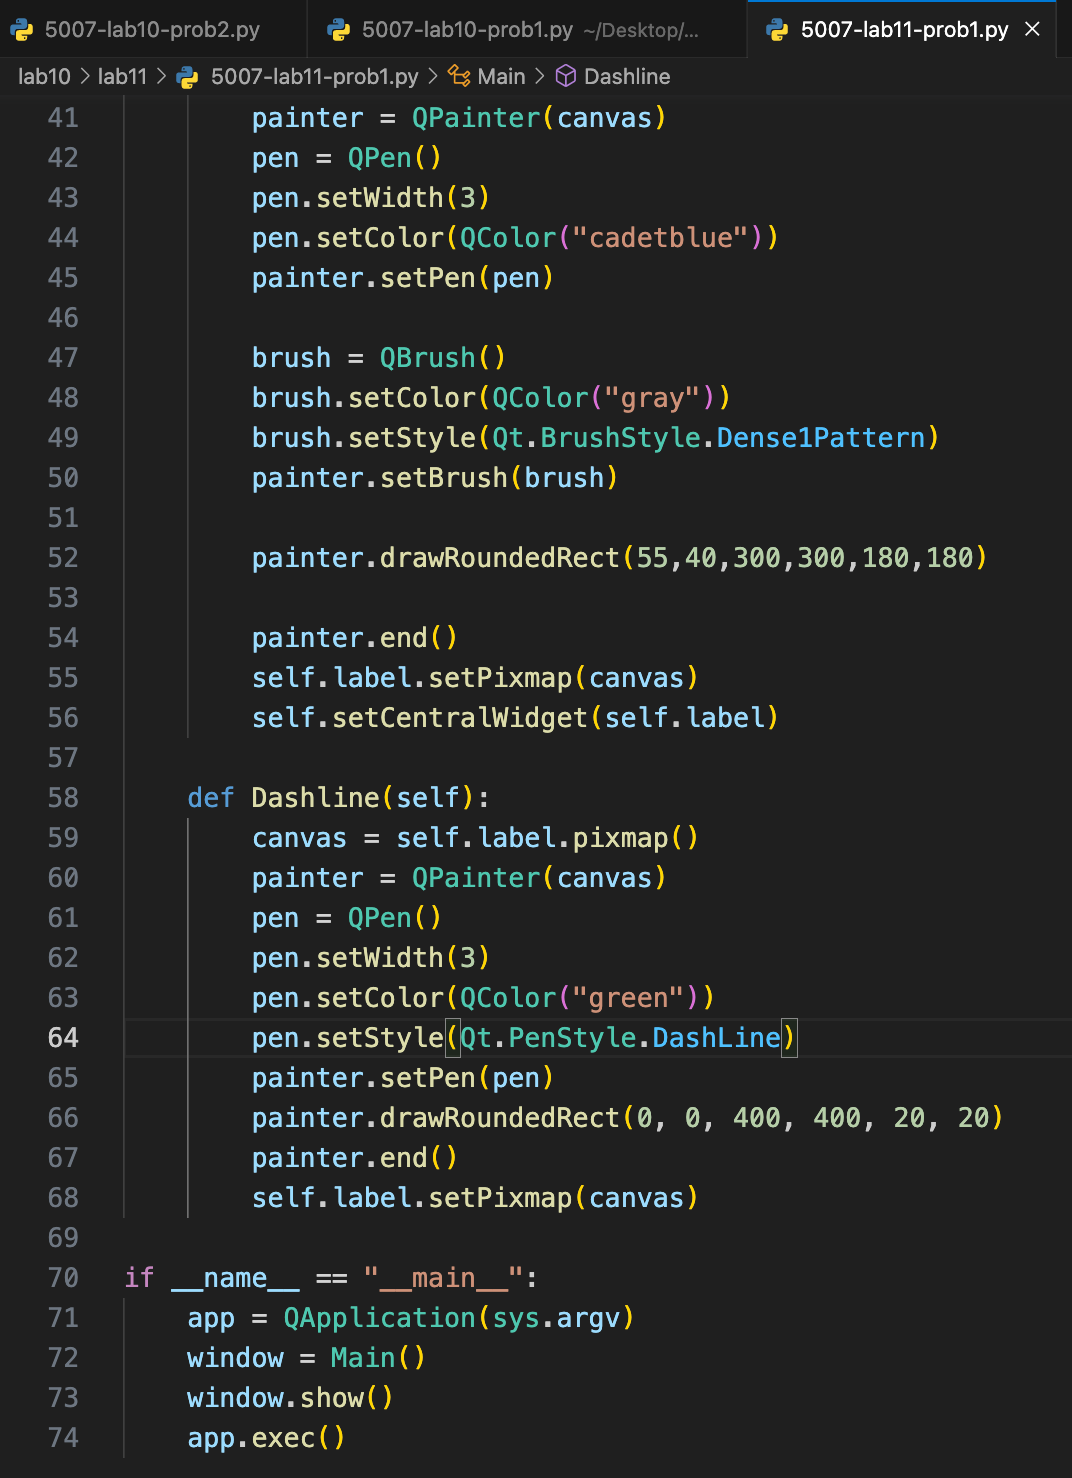 5007-lab10-prob2.py 5007-lab10-prob1.py ~/Desktop/... 5007-lab11-prob1.py ×
lab10 > lab11 > 5007-lab11-prob1.py > Main > Dashline
41 painter = QPainter(canvas)
42 pen = QPen()
43 pen.setWidth(3)
44 pen.setColor(QColor("cadetblue"))
45 painter.setPen(pen)
46
47 brush = QBrush()
48 brush.setColor(QColor("gray"))
49 brush.setStyle(Qt.BrushStyle.Dense1Pattern)
50 painter.setBrush(brush)
51
52 painter.drawRoundedRect(55,40,300,300,180,180)
53
54 painter.end()
55 self.label.setPixmap(canvas)
56 self.setCentralWidget(self.label)
57
58 def Dashline(self):
59 canvas = self.label.pixmap()
60 painter = QPainter(canvas)
61 pen = QPen()
62 pen.setWidth(3)
63 pen.setColor(QColor("green"))
64 pen.setStyle(Qt.PenStyle.DashLine)
65 painter.setPen(pen)
66 painter.drawRoundedRect(0, 0, 400, 400, 20, 20)
67 painter.end()
68 self.label.setPixmap(canvas)
69
70 if __name__ == "__main__":
71 app = QApplication(sys.argv)
72 window = Main()
73 window.show()
74 app.exec()